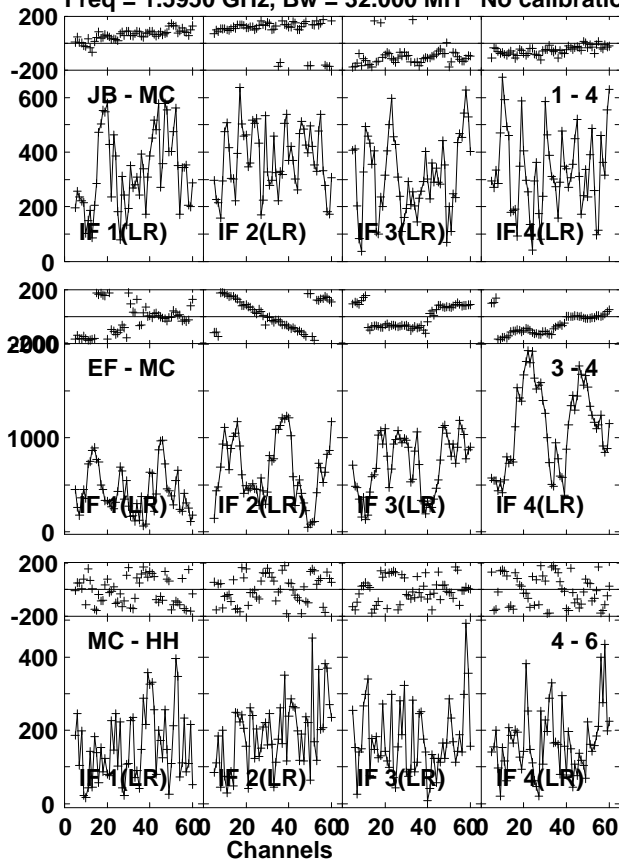 Freq = 1.5950 GHz, Bw = 32.000 MH No calibratio
200
-200
600
400
200
0
JB - MC
1 - 4
IF 1(LR)
IF 2(LR)
IF 3(LR)
IF 4(LR)
200
-200
2000
1000
0
EF - MC
3 - 4
IF 1(LR)
IF 2(LR)
IF 3(LR)
IF 4(LR)
200
-200
400
200
0
MC - HH
4 - 6
IF 1(LR)
IF 2(LR)
IF 3(LR)
IF 4(LR)
0 20 40 60 0 20 40 60 0 20 40 60 0 20 40 60
Channels